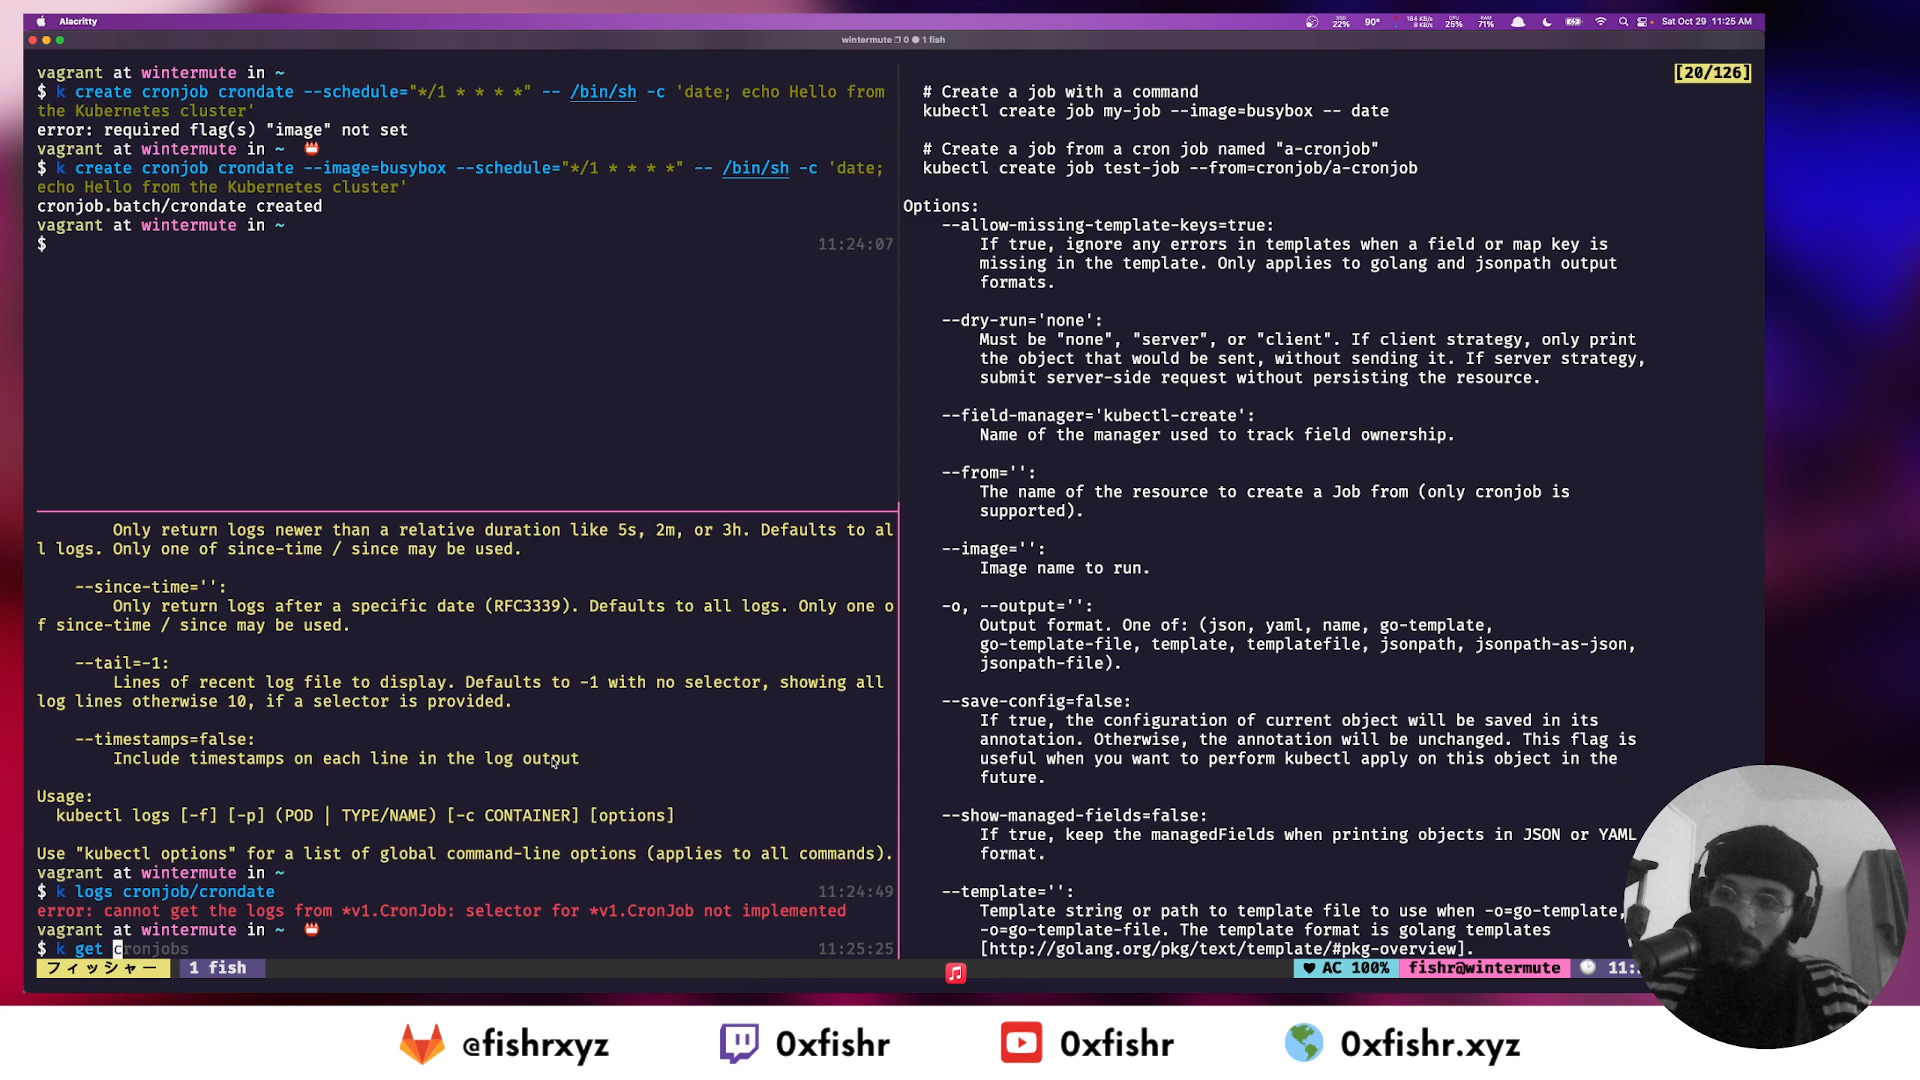 Alacritty
SSD
22%
90°
184 KB/s
8 KB/s
CPU
25%
RAM
71%
Sat Oct 29 11:25 AM
wintermute 0 1 fish
vagrant at wintermute in ~
$ k create cronjob crondate --schedule="*/1 * * * *" -- /bin/sh -c 'date; echo Hello from
the Kubernetes cluster'
error: required flag(s) "image" not set
vagrant at wintermute in ~
$ k create cronjob crondate --image=busybox --schedule="*/1 * * * *" -- /bin/sh -c 'date;
echo Hello from the Kubernetes cluster'
cronjob.batch/crondate created
vagrant at wintermute in ~
$ 11:24:07
Only return logs newer than a relative duration like 5s, 2m, or 3h. Defaults to al
l logs. Only one of since-time / since may be used.
--since-time='':
Only return logs after a specific date (RFC3339). Defaults to all logs. Only one o
f since-time / since may be used.
--tail=-1:
Lines of recent log file to display. Defaults to -1 with no selector, showing all
log lines otherwise 10, if a selector is provided.
--timestamps=false:
Include timestamps on each line in the log output
Usage:
kubectl logs [-f] [-p] (POD | TYPE/NAME) [-c CONTAINER] [options]
Use "kubectl options" for a list of global command-line options (applies to all commands).
vagrant at wintermute in ~
$ k logs cronjob/crondate 11:24:49
error: cannot get the logs from *v1.CronJob: selector for *v1.CronJob not implemented
vagrant at wintermute in ~
$ k get cronjobs 11:25:25
[20/126]
# Create a job with a command
kubectl create job my-job --image=busybox -- date
# Create a job from a cron job named "a-cronjob"
kubectl create job test-job --from=cronjob/a-cronjob
Options:
--allow-missing-template-keys=true:
If true, ignore any errors in templates when a field or map key is
missing in the template. Only applies to golang and jsonpath output
formats.
--dry-run='none':
Must be "none", "server", or "client". If client strategy, only print
the object that would be sent, without sending it. If server strategy,
submit server-side request without persisting the resource.
--field-manager='kubectl-create':
Name of the manager used to track field ownership.
--from='':
The name of the resource to create a Job from (only cronjob is
supported).
--image='':
Image name to run.
-o, --output='':
Output format. One of: (json, yaml, name, go-template,
go-template-file, template, templatefile, jsonpath, jsonpath-as-json,
jsonpath-file).
--save-config=false:
If true, the configuration of current object will be saved in its
annotation. Otherwise, the annotation will be unchanged. This flag is
useful when you want to perform kubectl apply on this object in the
future.
--show-managed-fields=false:
If true, keep the managedFields when printing objects in JSON or YAML
format.
--template='':
Template string or path to template file to use when -o=go-template,
-o=go-template-file. The template format is golang templates
[http://golang.org/pkg/text/template/#pkg-overview].
フィッシャー 1 fish
♥ AC 100% fishr@wintermute 11:
@fishrxyz
0xfishr
0xfishr
0xfishr.xyz